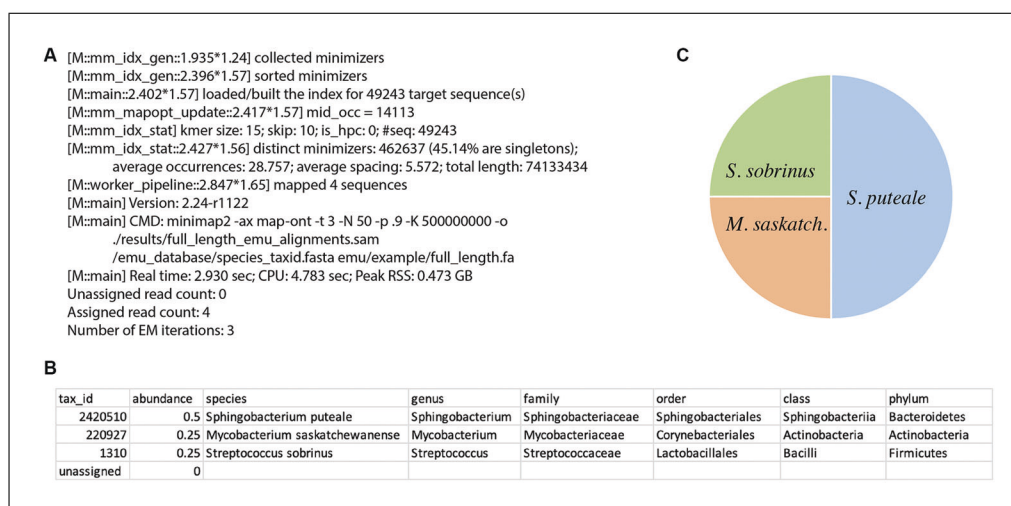 A
[M::mm_idx_gen::1.935*1.24] collected minimizers
[M::mm_idx_gen::2.396*1.57] sorted minimizers
[M::main::2.402*1.57] loaded/built the index for 49243 target sequence(s)
[M::mm_mapopt_update::2.417*1.57] mid_occ = 14113
[M::mm_idx_stat] kmer size: 15; skip: 10; is_hpc: 0; #seq: 49243
[M::mm_idx_stat::2.427*1.56] distinct minimizers: 462637 (45.14% are singletons);
average occurrences: 28.757; average spacing: 5.572; total length: 74133434
[M::worker_pipeline::2.847*1.65] mapped 4 sequences
[M::main] Version: 2.24-r1122
[M::main] CMD: minimap2 -ax map-ont -t 3 -N 50 -p .9 -K 500000000 -o
./results/full_length_emu_alignments.sam
/emu_database/species_taxid.fasta emu/example/full_length.fa
[M::main] Real time: 2.930 sec; CPU: 4.783 sec; Peak RSS: 0.473 GB
Unassigned read count: 0
Assigned read count: 4
Number of EM iterations: 3
C
S. sobrinus
S. puteale
M. saskatch.
B
tax_id abundance species genus family order class phylum
2420510 0.5 Sphingobacterium puteale Sphingobacterium Sphingobacteriaceae Sphingobacteriales Sphingobacteriia Bacteroidetes
220927 0.25 Mycobacterium saskatchewanense Mycobacterium Mycobacteriaceae Corynebacteriales Actinobacteria Actinobacteria
1310 0.25 Streptococcus sobrinus Streptococcus Streptococcaceae Lactobacillales Bacilli Firmicutes
unassigned 0